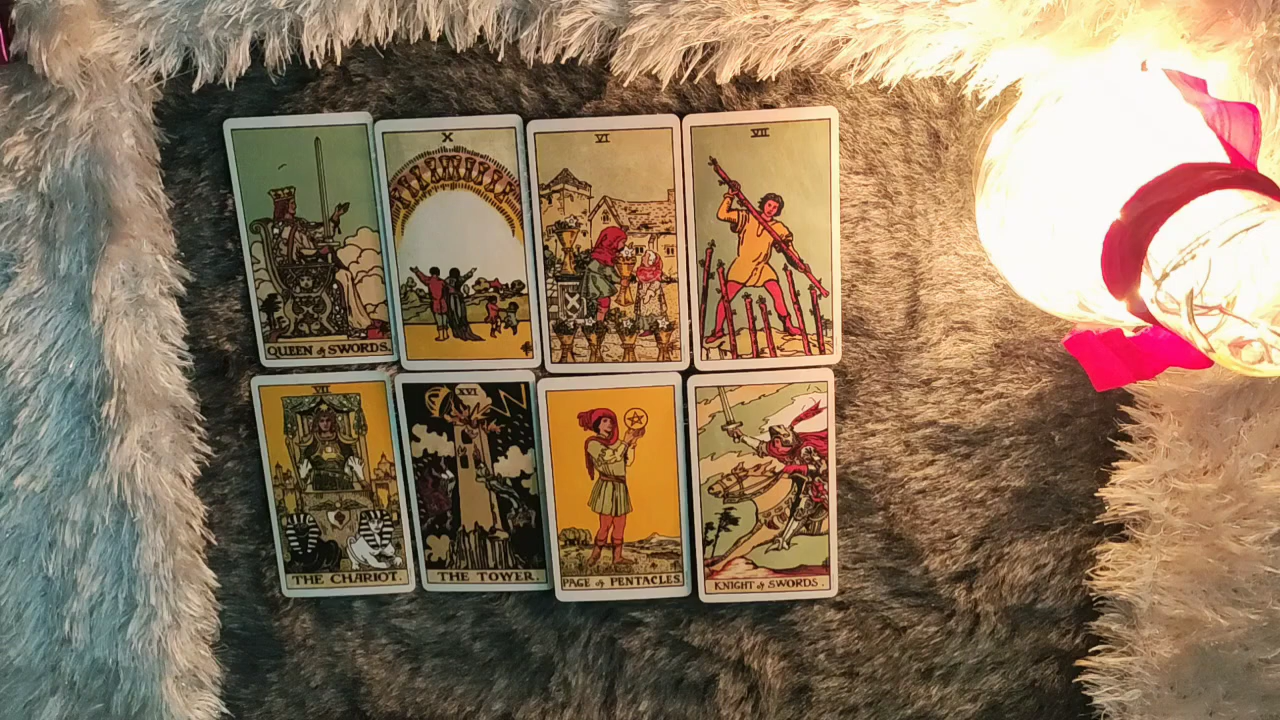 X
VI
VII
QUEEN of SWORDS.
VII
XVI
THE CHARIOT.
THE TOWER.
PAGE of PENTACLES.
KNIGHT of SWORDS.